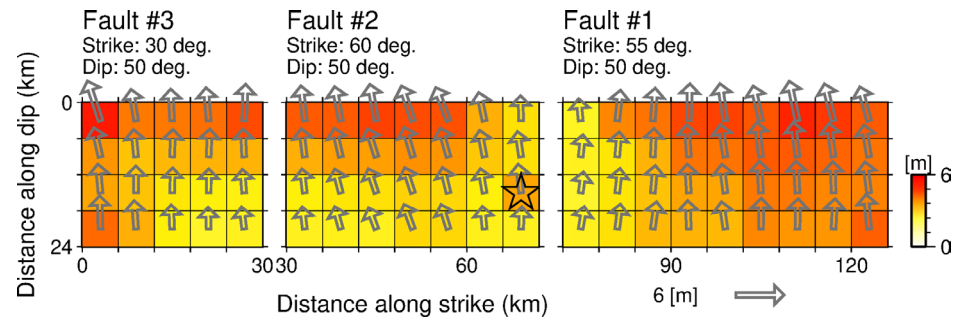 Fault #3
Strike: 30 deg.
Dip: 50 deg.
Fault #2
Strike: 60 deg.
Dip: 50 deg.
Fault #1
Strike: 55 deg.
Dip: 50 deg.
Distance along dip (km)
0
24
0
30
30
60
90
120
[m]
6
0
Distance along strike (km)
6 [m]